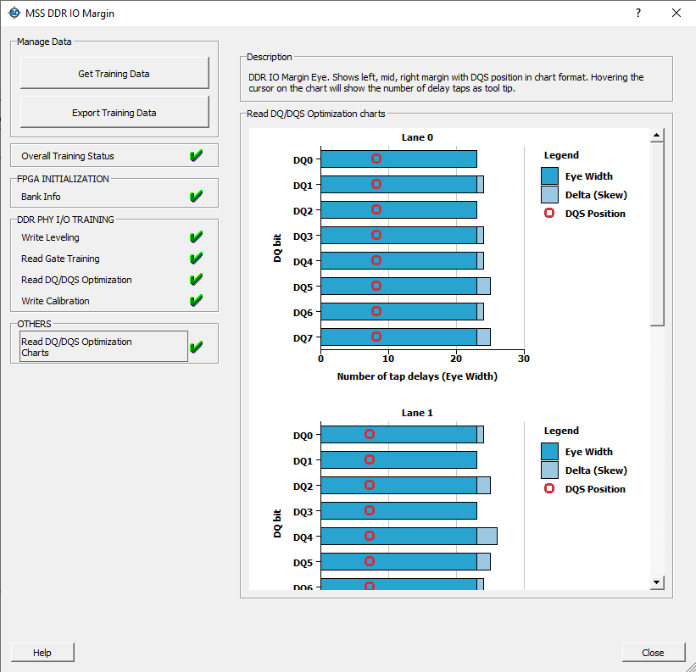 MSS DDR IO Margin
?
Manage Data
Get Training Data
Export Training Data
Overall Training Status
FPGA INITIALIZATION
Bank Info
DDR PHY I/O TRAINING
Write Leveling
Read Gate Training
Read DQ/DQS Optimization
Write Calibration
OTHERS
Read DQ/DQS Optimization
Charts
Description
DDR IO Margin Eye. Shows left, mid, right margin with DQS position in chart format. Hovering the
cursor on the chart will show the number of delay taps as tool tip.
Read DQ/DQS Optimization charts
Lane 0
DQ bit
DQ0
DQ1
DQ2
DQ3
DQ4
DQ5
DQ6
DQ7
0 10 20 30
Number of tap delays (Eye Width)
Legend
Eye Width
Delta (Skew)
DQS Position
Lane 1
DQ bit
DQ0
DQ1
DQ2
DQ3
DQ4
DQ5
DQ6
Legend
Eye Width
Delta (Skew)
DQS Position
Help
Close